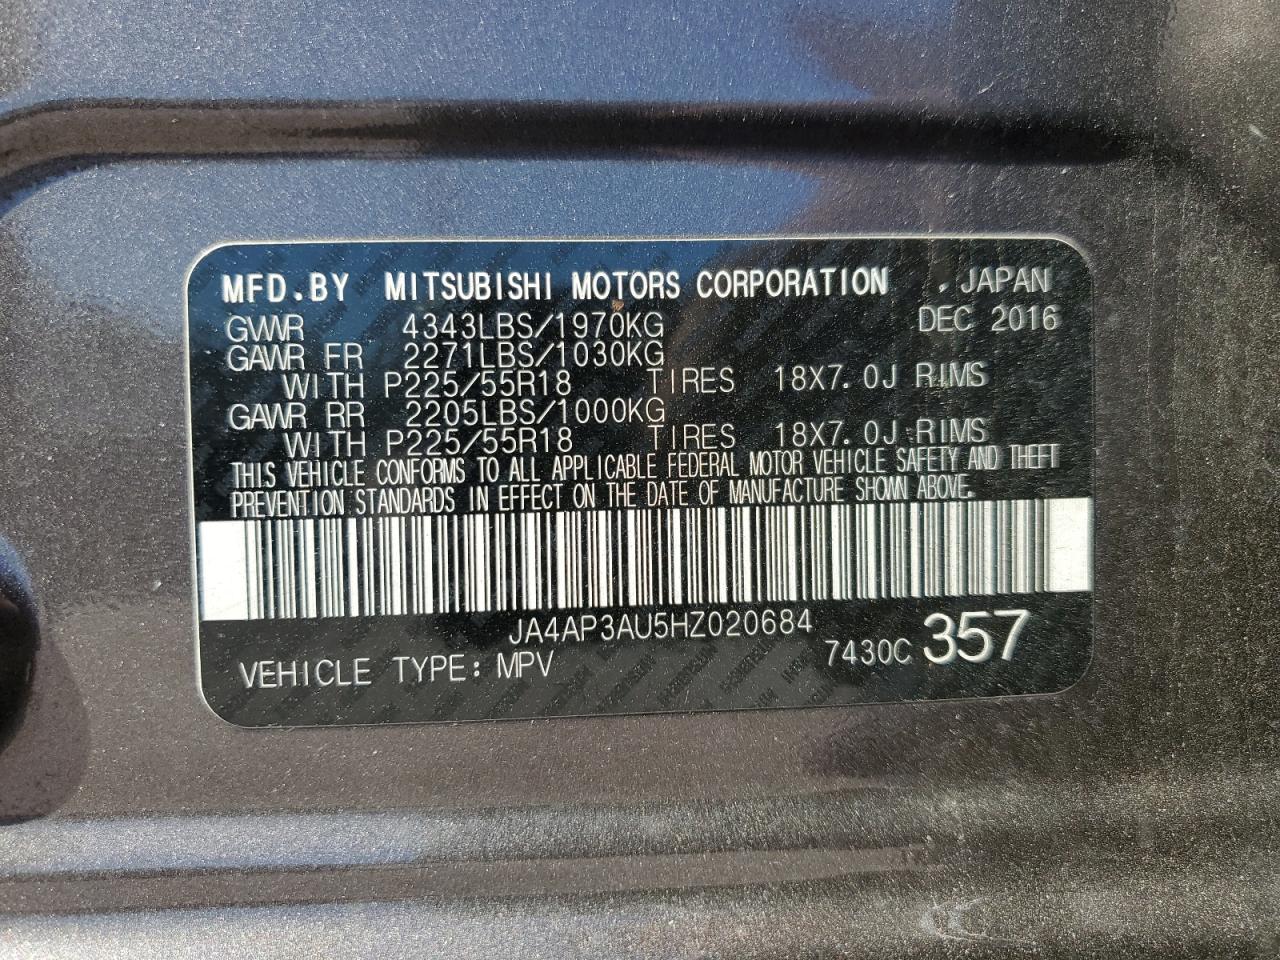 MFD.BY MITSUBISHI MOTORS CORPORATION , JAPAN
GVWR 4343LBS/1970KG DEC 2016
GAWR FR 2271LBS/1030KG
WITH P225/55R18 TIRES 18X7.0J RIMS
GAWR RR 2205LBS/1000KG
WITH P225/55R18 TIRES 18X7.0J RIMS
THIS VEHICLE CONFORMS TO ALL APPLICABLE FEDERAL MOTOR VEHICLE SAFETY AND THEFT
PREVENTION STANDARDS IN EFFECT ON THE DATE OF MANUFACTURE SHOWN ABOVE.
JA4AP3AU5HZ020684
VEHICLE TYPE: MPV 7430C 357